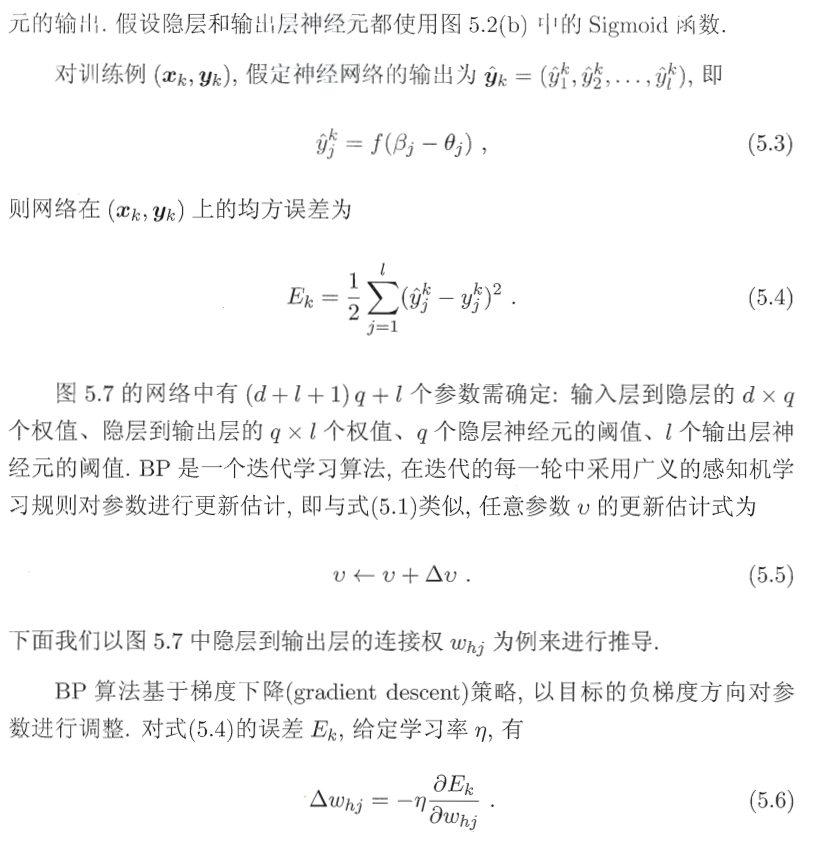 元的输出. 假设隐层和输出层神经元都使用图 5.2(b) 中的 Sigmoid 函数.
对训练例 (𝒙ₖ, 𝒚ₖ), 假定神经网络的输出为 ŷₖ = (ŷ₁ᵏ, ŷ₂ᵏ, . . . , ŷₗᵏ), 即
ŷⱼᵏ = f(βⱼ − θⱼ) , (5.3)
则网络在 (𝒙ₖ, 𝒚ₖ) 上的均方误差为
Eₖ = 1/2 ∑ⱼ₌₁ˡ (ŷⱼᵏ − yⱼᵏ)² . (5.4)
图 5.7 的网络中有 (d + l + 1) q + l 个参数需确定: 输入层到隐层的 d × q
个权值、隐层到输出层的 q × l 个权值、q 个隐层神经元的阈值、l 个输出层神
经元的阈值. BP 是一个迭代学习算法, 在迭代的每一轮中采用广义的感知机学
习规则对参数进行更新估计, 即与式(5.1)类似, 任意参数 υ 的更新估计式为
υ ← υ + Δυ . (5.5)
下面我们以图 5.7 中隐层到输出层的连接权 w_{hj} 为例来进行推导.
BP 算法基于梯度下降(gradient descent)策略, 以目标的负梯度方向对参
数进行调整. 对式(5.4)的误差 Eₖ, 给定学习率 η, 有
Δw_{hj} = −η ∂Eₖ/∂w_{hj} . (5.6)